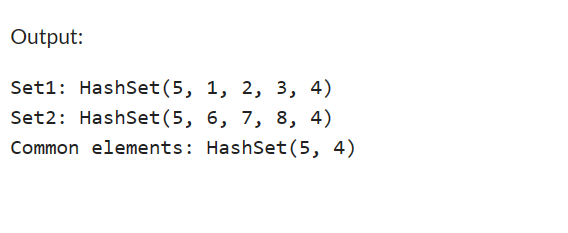 Output:
Set1: HashSet(5, 1, 2, 3, 4)
Set2: HashSet(5, 6, 7, 8, 4)
Common elements: HashSet(5, 4)